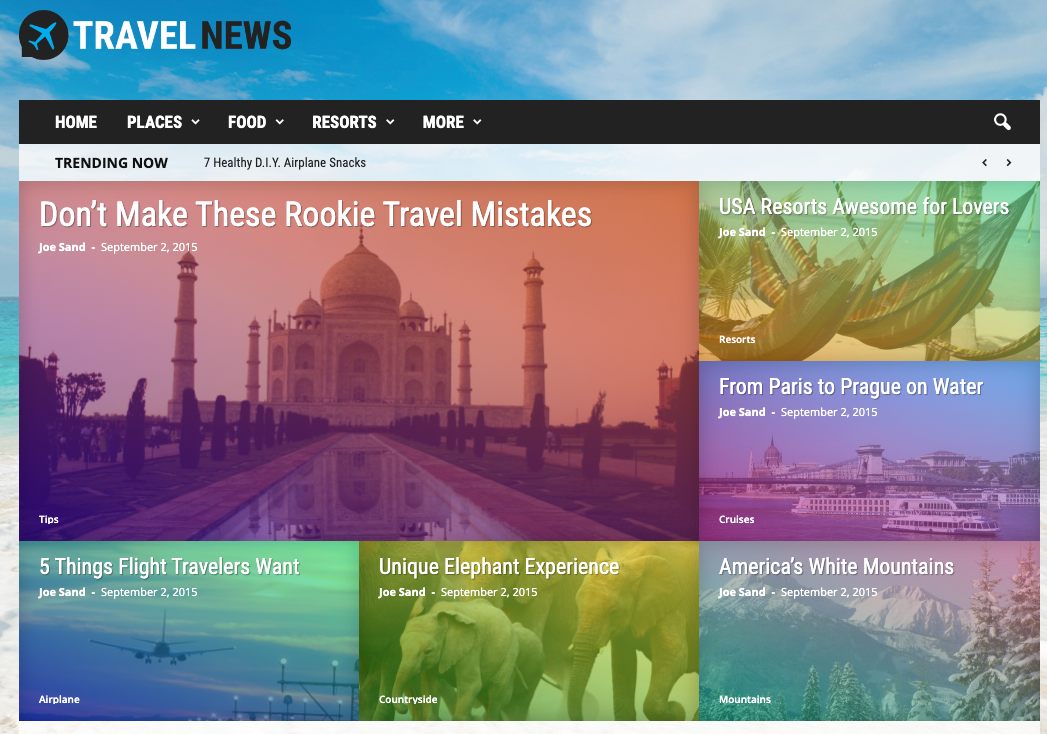 TRAVEL NEWS
HOME PLACES FOOD RESORTS MORE
TRENDING NOW 7 Healthy D.I.Y. Airplane Snacks
Don’t Make These Rookie Travel Mistakes
Joe Sand - September 2, 2015
Tips
USA Resorts Awesome for Lovers
Joe Sand - September 2, 2015
Resorts
From Paris to Prague on Water
Joe Sand - September 2, 2015
Cruises
5 Things Flight Travelers Want
Joe Sand - September 2, 2015
Airplane
Unique Elephant Experience
Joe Sand - September 2, 2015
Countryside
America’s White Mountains
Joe Sand - September 2, 2015
Mountains